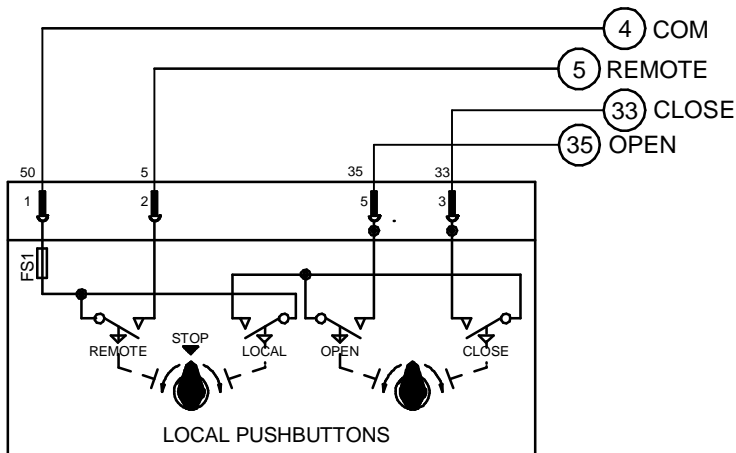 4 COM
5 REMOTE
33 CLOSE
35 OPEN
50 5 35 33
1 2 5 3
FS1
STOP
REMOTE LOCAL OPEN CLOSE
LOCAL PUSHBUTTONS